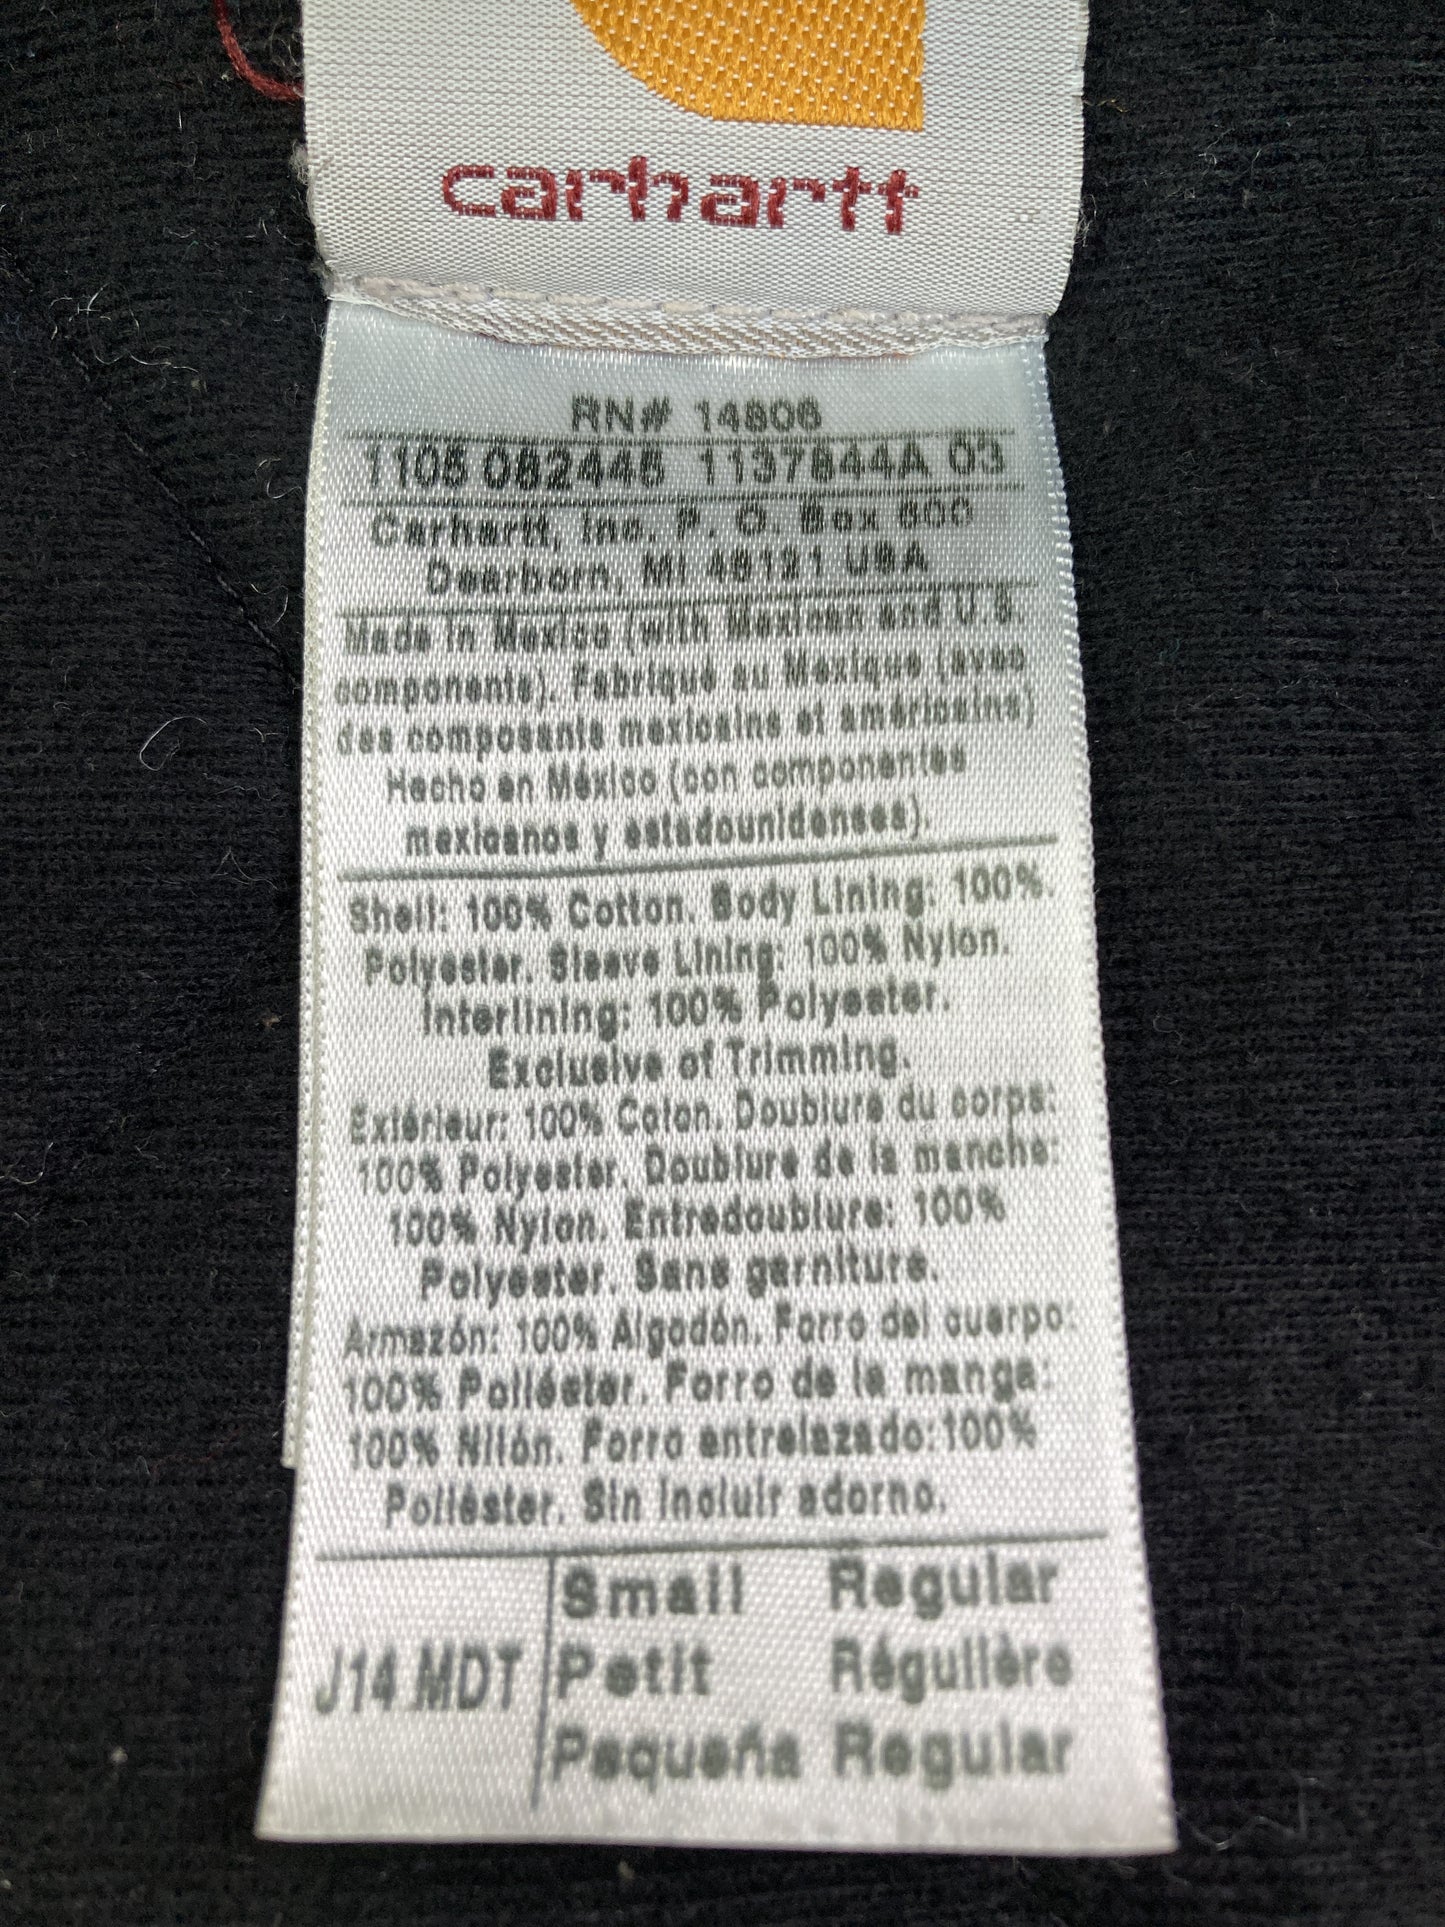 carhartt
RN# 14806
1105 082445 1137844A 03
Carhartt, Inc. P. O. Box 600
Dearborn, MI 48121 USA
Made in Mexico (with Mexican and U.S
components). Fabriqué au Mexique (avec
des composants mexicains et américains)
Hecho en México (con componentes
mexicanos y estadounidenses).
Shell: 100% Cotton. Body Lining: 100%.
Polyester. Sleeve Lining: 100% Nylon.
Interlining: 100% Polyester.
Exclusive of Trimming.
Extérieur: 100% Coton. Doublure du corps:
100% Polyester. Doublure de la manche:
100% Nylon. Entredoublure: 100%
Polyester. Sans garniture.
Armazón: 100% Algodón. Forro del cuerpo:
100% Poliéster. Forro de la manga:
100% Nilón. Forro entrelazado:100%
Poliéster. Sin incluir adorno.
J14 MDT
Small Regular
Petit Régulière
Pequeña Regular